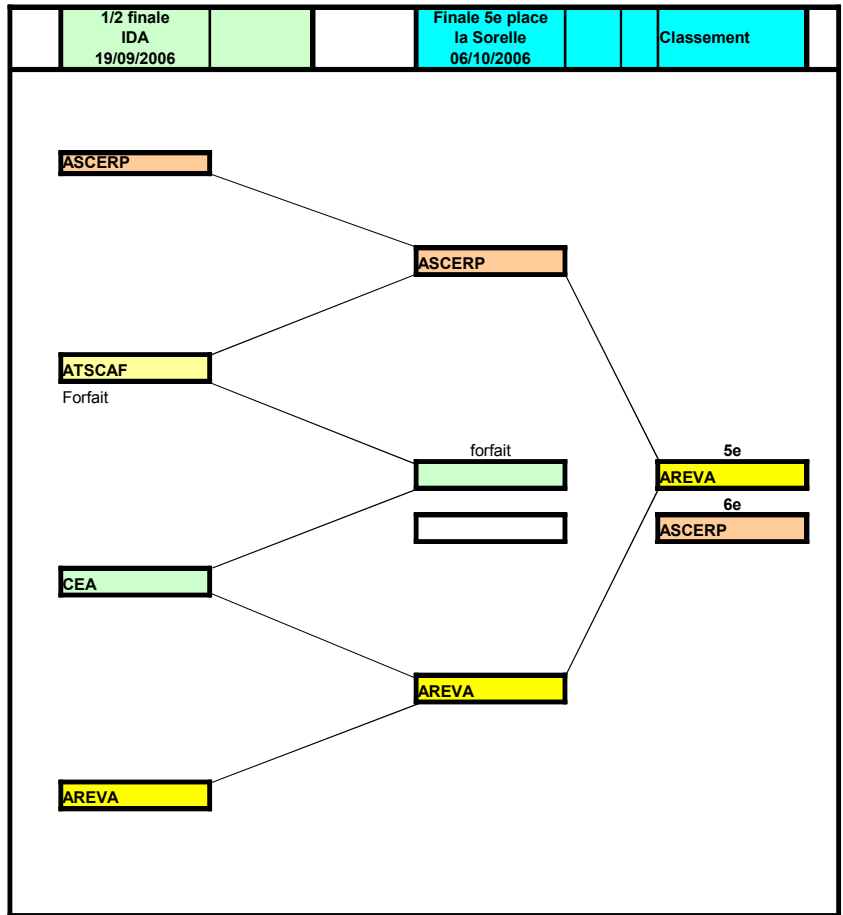 1/2 finale
IDA
19/09/2006
Finale 5e place
la Sorelle
06/10/2006
Classement
ASCERP
ASCERP
ATSCAF
Forfait
forfait
5e
AREVA
6e
ASCERP
CEA
AREVA
AREVA